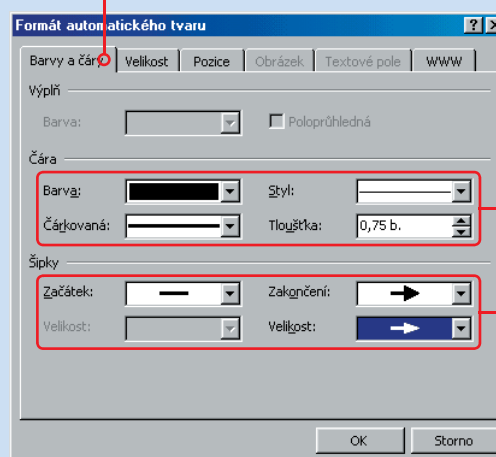 Formát automatického tvaru
Barvy a čáry Velikost Pozice Obrázek Textové pole WWW
Výplň
Barva: Poloprůhledná
Čára
Barva: Styl:
Čárkovaná: Tloušťka: 0,75 b.
Šipky
Začátek: Zakončení:
Velikost: Velikost:
OK Storno